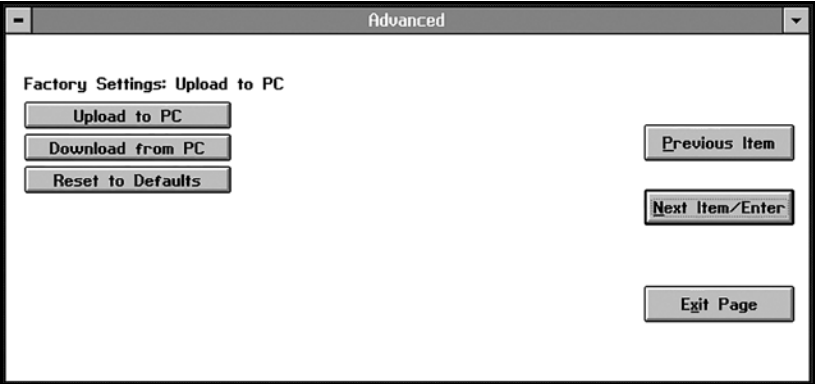 Advanced
Factory Settings: Upload to PC
Upload to PC
Download from PC
Reset to Defaults
Previous Item
Next Item/Enter
Exit Page